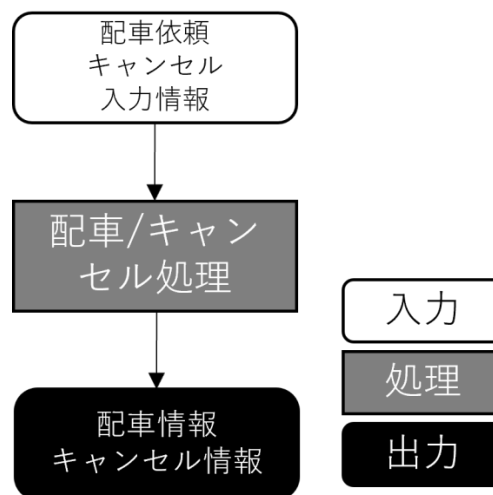 配車依頼
キャンセル
入力情報
配車/キャン
セル処理
配車情報
キャンセル情報
入力
処理
出力